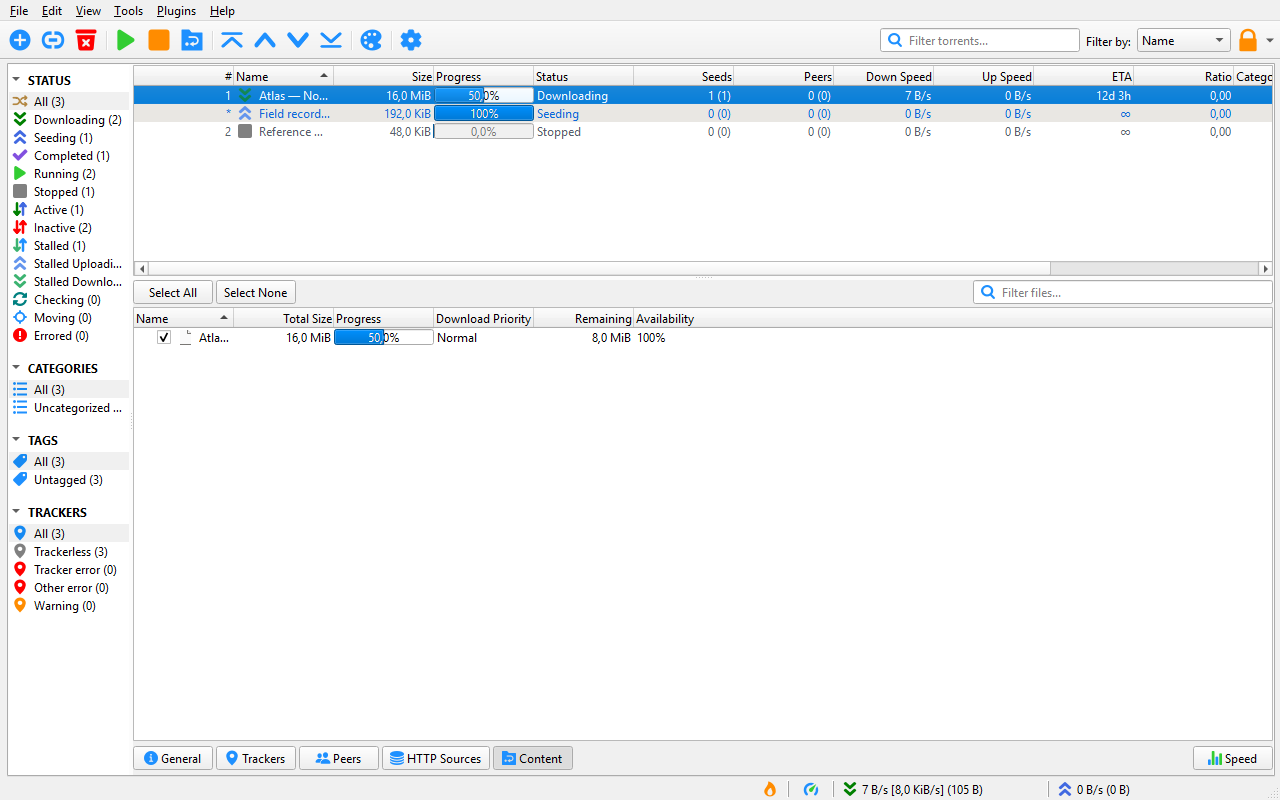 File Edit View Tools Plugins Help
Filter torrents...
Filter by: Name
STATUS
All (3)
Downloading (2)
Seeding (1)
Completed (1)
Running (2)
Stopped (1)
Active (1)
Inactive (2)
Stalled (1)
Stalled Uploadi...
Stalled Downlo...
Checking (0)
Moving (0)
Errored (0)
CATEGORIES
All (3)
Uncategorized ...
TAGS
All (3)
Untagged (3)
TRACKERS
All (3)
Trackerless (3)
Tracker error (0)
Other error (0)
Warning (0)
# Name Size Progress Status Seeds Peers Down Speed Up Speed ETA Ratio Catego
1 Atlas — No... 16,0 MiB 50,0% Downloading 1 (1) 0 (0) 7 B/s 0 B/s 12d 3h 0,00
* Field record... 192,0 KiB 100% Seeding 0 (0) 0 (0) 0 B/s 0 B/s ∞ 0,00
2 Reference ... 48,0 KiB 0,0% Stopped 0 (0) 0 (0) 0 B/s 0 B/s ∞ 0,00
Select All Select None Filter files...
Name Total Size Progress Download Priority Remaining Availability
Atla... 16,0 MiB 50,0% Normal 8,0 MiB 100%
General Trackers Peers HTTP Sources Content Speed
7 B/s [8,0 KiB/s] (105 B) 0 B/s (0 B)